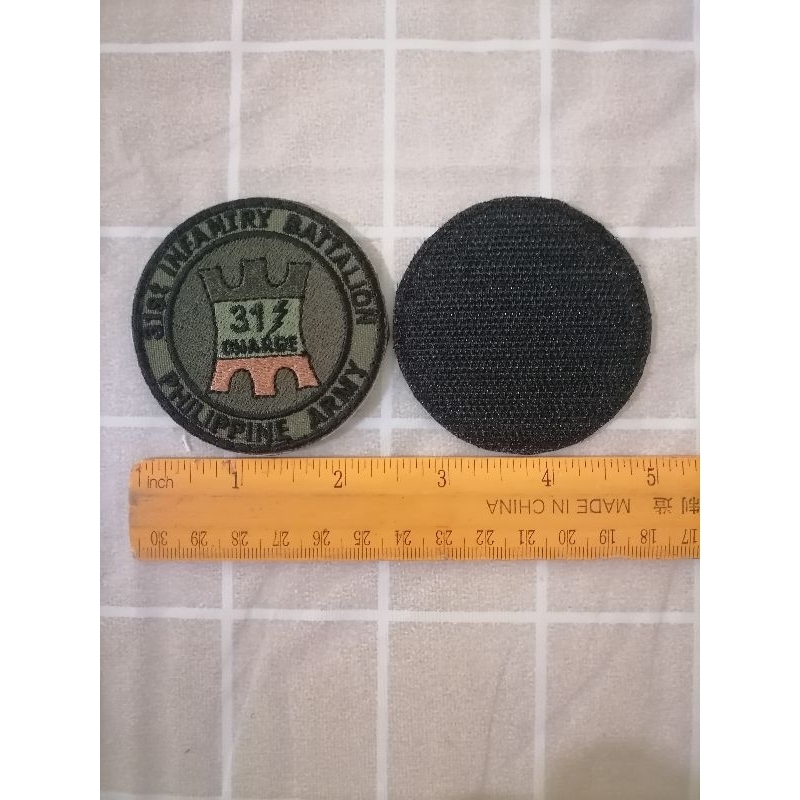 31ST INFANTRY BATTALION
31
CHARGE
PHILIPPINE ARMY
inch 1 2 3 4 5
MADE IN CHINA 制造
30 29 28 27 26 25 24 23 22 21 20 19 18 17